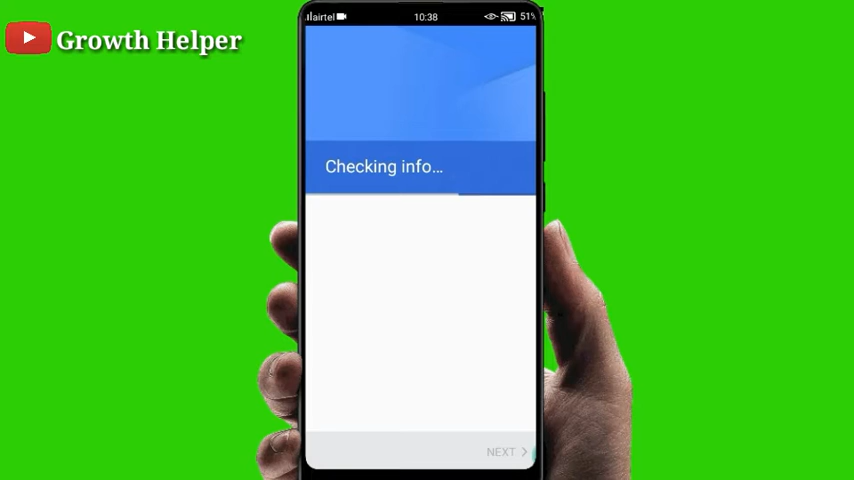 Growth Helper
airtel
10:38
51%
Checking info...
NEXT